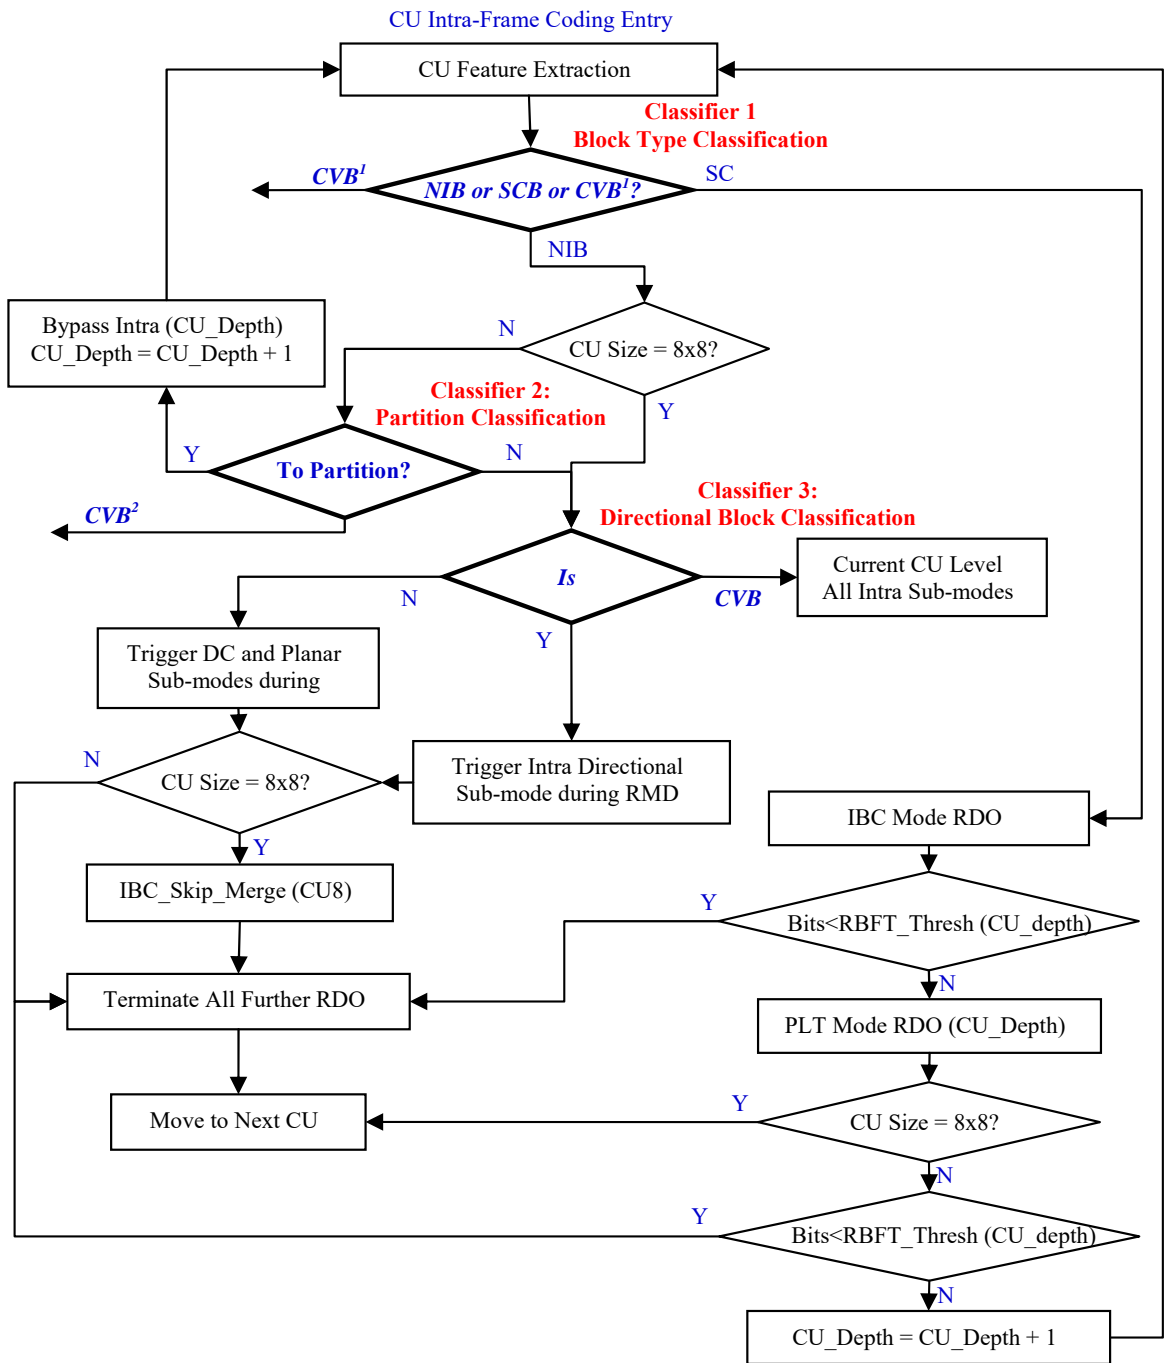 CU Intra-Frame Coding Entry
CU Feature Extraction
Classifier 1
Block Type Classification
CVB¹
NIB or SCB or CVB¹?
SC
NIB
Bypass Intra (CU_Depth)
CU_Depth = CU_Depth + 1
N
CU Size = 8x8?
Classifier 2:
Partition Classification
Y
Y
To Partition?
N
Classifier 3:
Directional Block Classification
CVB²
Is
N
CVB
Current CU Level
All Intra Sub-modes
Y
Trigger DC and Planar
Sub-modes during
N
CU Size = 8x8?
Trigger Intra Directional
Sub-mode during RMD
IBC Mode RDO
Y
IBC_Skip_Merge (CU8)
Y
Bits<RBFT_Thresh (CU_depth)
N
Terminate All Further RDO
PLT Mode RDO (CU_Depth)
Move to Next CU
Y
CU Size = 8x8?
N
Y
Bits<RBFT_Thresh (CU_depth)
N
CU_Depth = CU_Depth + 1